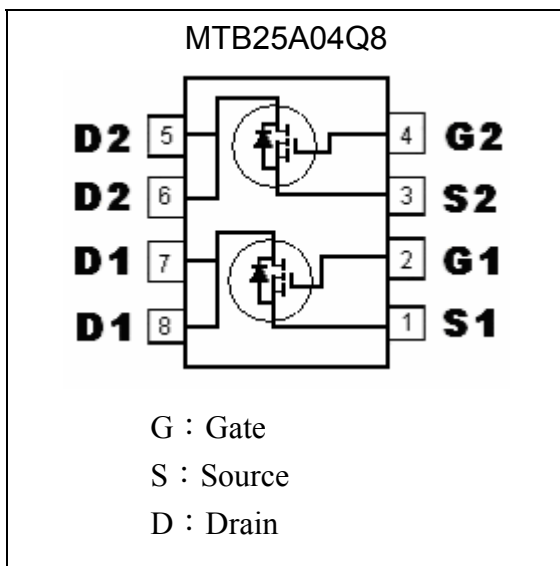 MTB25A04Q8
D2 5 4 G2
D2 6 3 S2
D1 7 2 G1
D1 8 1 S1
G：Gate
S：Source
D：Drain